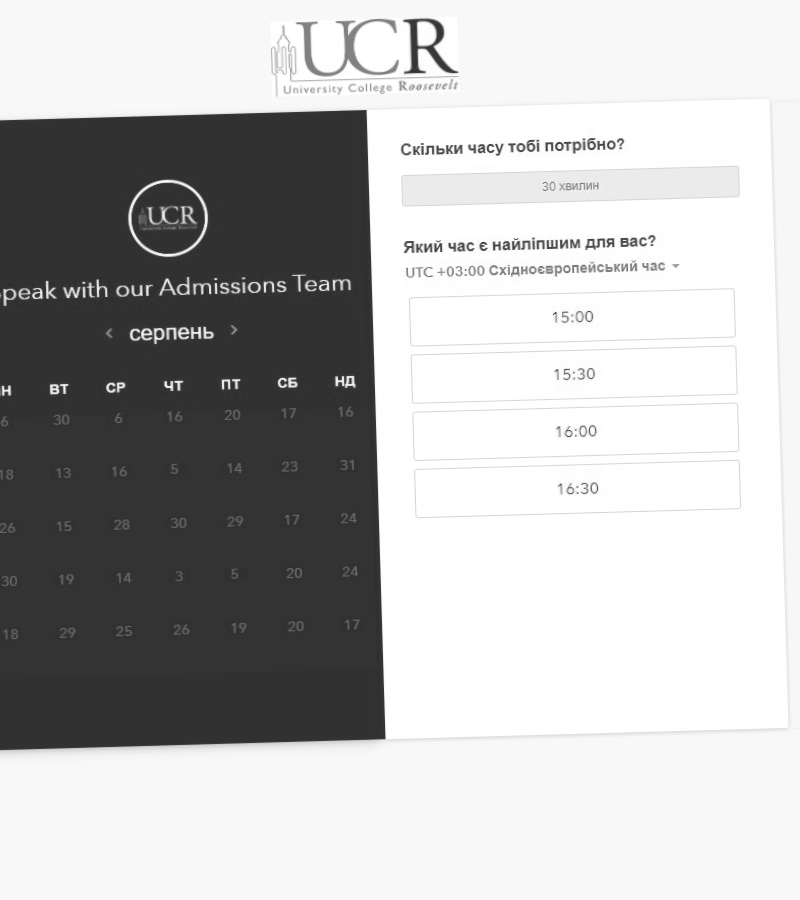 UCR
University College Roosevelt
UCR
Speak with our Admissions Team
серпень
ВТ СР ЧТ ПТ СБ НД
6 30 6 16 20 17 16
18 13 16 5 14 23 31
26 15 28 30 29 17 24
30 19 14 3 5 20 24
18 29 25 26 19 20 17
Скільки часу тобі потрібно?
30 хвилин
Який час є найліпшим для вас?
UTC +03:00 Східноєвропейський час
15:00
15:30
16:00
16:30